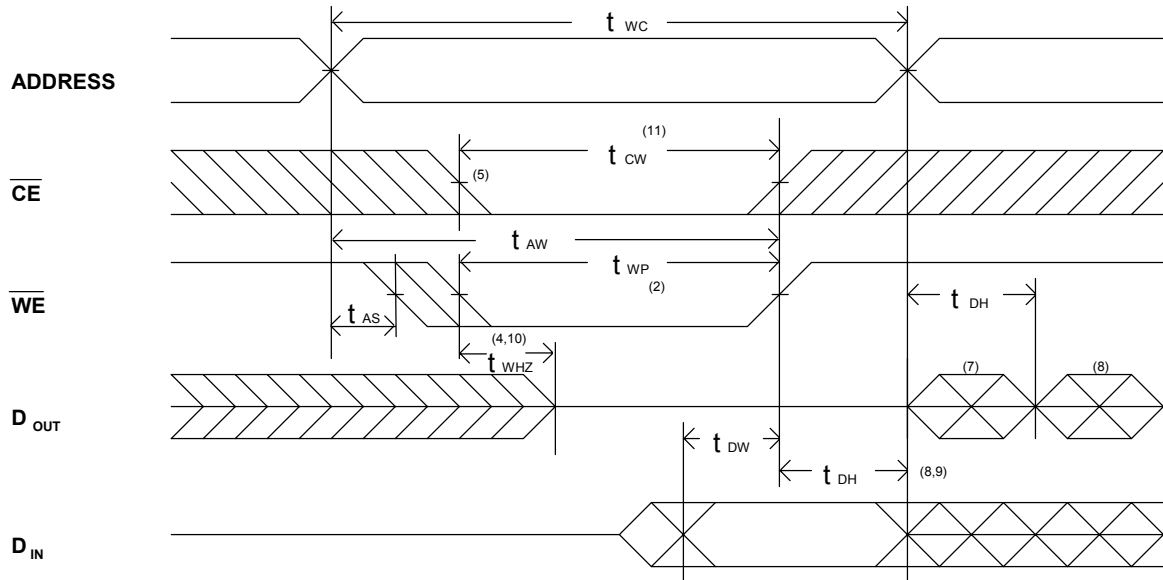 t WC
ADDRESS
(11)
t CW
CE
(5)
t AW
t WP
(2)
WE
t DH
t AS
(4,10)
t WHZ
(7)
(8)
D OUT
t DW
t DH
(8,9)
D IN